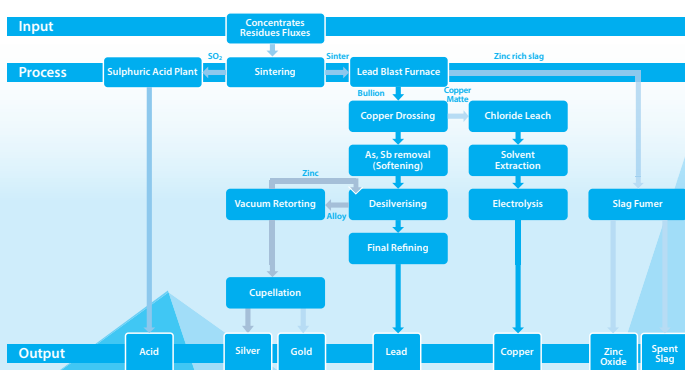 Input
Concentrates
Residues Fluxes
SO₂
Sinter
Zinc rich slag
Process
Sulphuric Acid Plant
Sintering
Lead Blast Furnace
Bullion
Copper
Matte
Copper Drossing
Chloride Leach
As, Sb removal
(Softening)
Solvent
Extraction
Zinc
Vacuum Retorting
Alloy
Desilverising
Electrolysis
Slag Fumer
Final Refining
Cupellation
Output
Acid
Silver
Gold
Lead
Copper
Zinc
Oxide
Spent
Slag